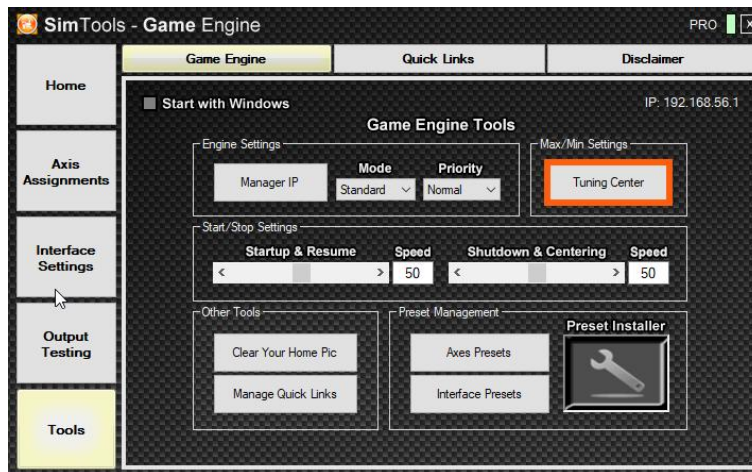 SimTools - Game Engine
PRO
Game Engine
Quick Links
Disclaimer
Home
Axis
Assignments
Interface
Settings
Output
Testing
Tools
Start with Windows
IP: 192.168.56.1
Game Engine Tools
Engine Settings
Manager IP
Mode
Standard
Priority
Normal
Max/Min Settings
Tuning Center
Start/Stop Settings
Startup & Resume
Speed
50
Shutdown & Centering
Speed
50
Other Tools
Clear Your Home Pic
Manage Quick Links
Preset Management
Axes Presets
Interface Presets
Preset Installer